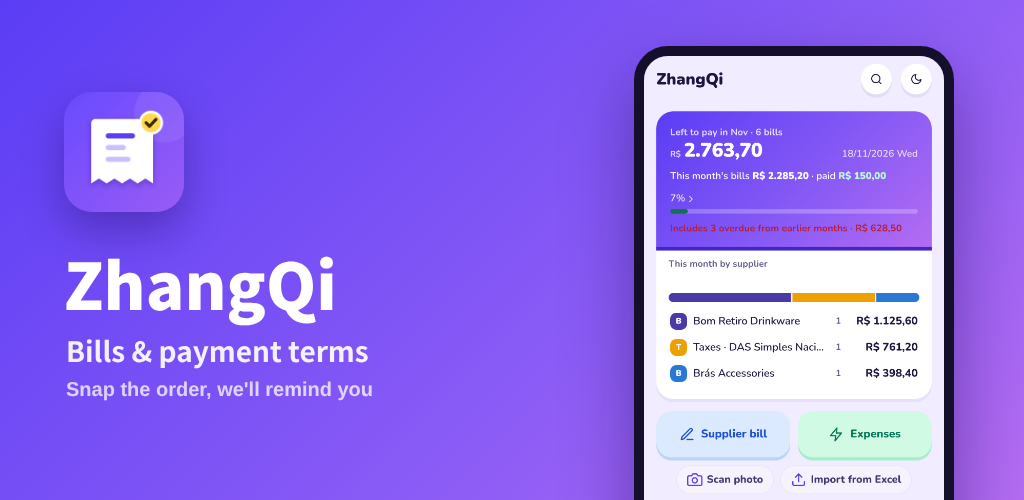 ZhangQi
Bills & payment terms
Snap the order, we'll remind you
ZhangQi
Left to pay in Nov · 6 bills
R$ 2.763,70
18/11/2026 Wed
This month's bills R$ 2.285,20 · paid R$ 150,00
7% >
Includes 3 overdue from earlier months · R$ 628,50
This month by supplier
B Bom Retiro Drinkware 1 R$ 1.125,60
T Taxes · DAS Simples Naci... 1 R$ 761,20
B Brás Accessories 1 R$ 398,40
Supplier bill
Expenses
Scan photo
Import from Excel